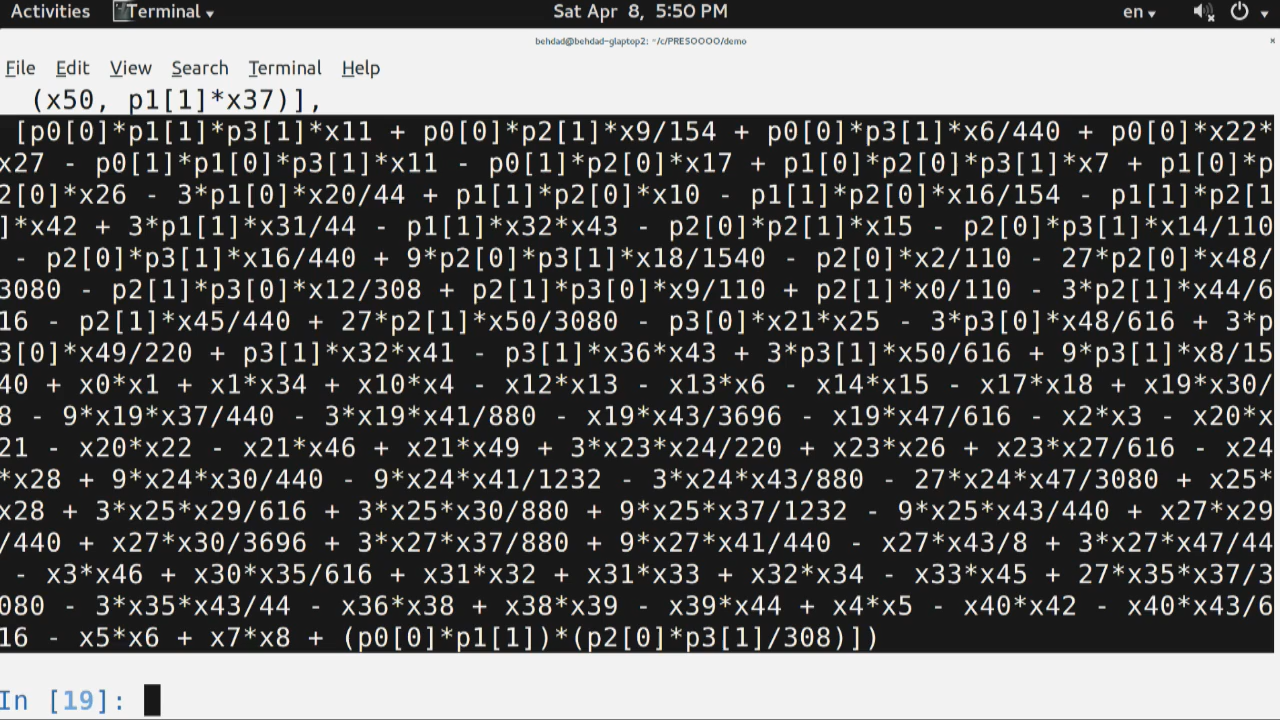 Activities Terminal Sat Apr 8, 5:50 PM en
behdad@behdad-glaptop2: ~/c/PRESOOOO/demo ×
File Edit View Search Terminal Help
(x50, p1[1]*x37)],
[p0[0]*p1[1]*p3[1]*x11 + p0[0]*p2[1]*x9/154 + p0[0]*p3[1]*x6/440 + p0[0]*x22*
x27 - p0[1]*p1[0]*p3[1]*x11 - p0[1]*p2[0]*x17 + p1[0]*p2[0]*p3[1]*x7 + p1[0]*p
2[0]*x26 - 3*p1[0]*x20/44 + p1[1]*p2[0]*x10 - p1[1]*p2[0]*x16/154 - p1[1]*p2[1
]*x42 + 3*p1[1]*x31/44 - p1[1]*x32*x43 - p2[0]*p2[1]*x15 - p2[0]*p3[1]*x14/110
- p2[0]*p3[1]*x16/440 + 9*p2[0]*p3[1]*x18/1540 - p2[0]*x2/110 - 27*p2[0]*x48/
3080 - p2[1]*p3[0]*x12/308 + p2[1]*p3[0]*x9/110 + p2[1]*x0/110 - 3*p2[1]*x44/6
16 - p2[1]*x45/440 + 27*p2[1]*x50/3080 - p3[0]*x21*x25 - 3*p3[0]*x48/616 + 3*p
3[0]*x49/220 + p3[1]*x32*x41 - p3[1]*x36*x43 + 3*p3[1]*x50/616 + 9*p3[1]*x8/15
40 + x0*x1 + x1*x34 + x10*x4 - x12*x13 - x13*x6 - x14*x15 - x17*x18 + x19*x30/
8 - 9*x19*x37/440 - 3*x19*x41/880 - x19*x43/3696 - x19*x47/616 - x2*x3 - x20*x
21 - x20*x22 - x21*x46 + x21*x49 + 3*x23*x24/220 + x23*x26 + x23*x27/616 - x24
*x28 + 9*x24*x30/440 - 9*x24*x41/1232 - 3*x24*x43/880 - 27*x24*x47/3080 + x25*
x28 + 3*x25*x29/616 + 3*x25*x30/880 + 9*x25*x37/1232 - 9*x25*x43/440 + x27*x29
/440 + x27*x30/3696 + 3*x27*x37/880 + 9*x27*x41/440 - x27*x43/8 + 3*x27*x47/44
- x3*x46 + x30*x35/616 + x31*x32 + x31*x33 + x32*x34 - x33*x45 + 27*x35*x37/3
080 - 3*x35*x43/44 - x36*x38 + x38*x39 - x39*x44 + x4*x5 - x40*x42 - x40*x43/6
16 - x5*x6 + x7*x8 + (p0[0]*p1[1])*(p2[0]*p3[1]/308)])
In [19]: